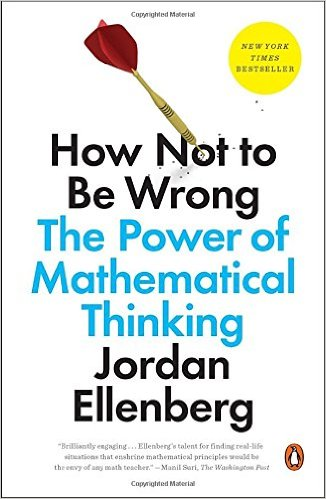 Copyrighted Material
NEW YORK
TIMES
BESTSELLER
How Not to
Be Wrong
The Power of
Mathematical
Thinking
Jordan
Ellenberg
“Brilliantly engaging . . . Ellenberg’s talent for finding real-life
situations that enshrine mathematical principles would
be the envy of any math teacher.” —Manil Suri, The Washington Post
Copyrighted Material